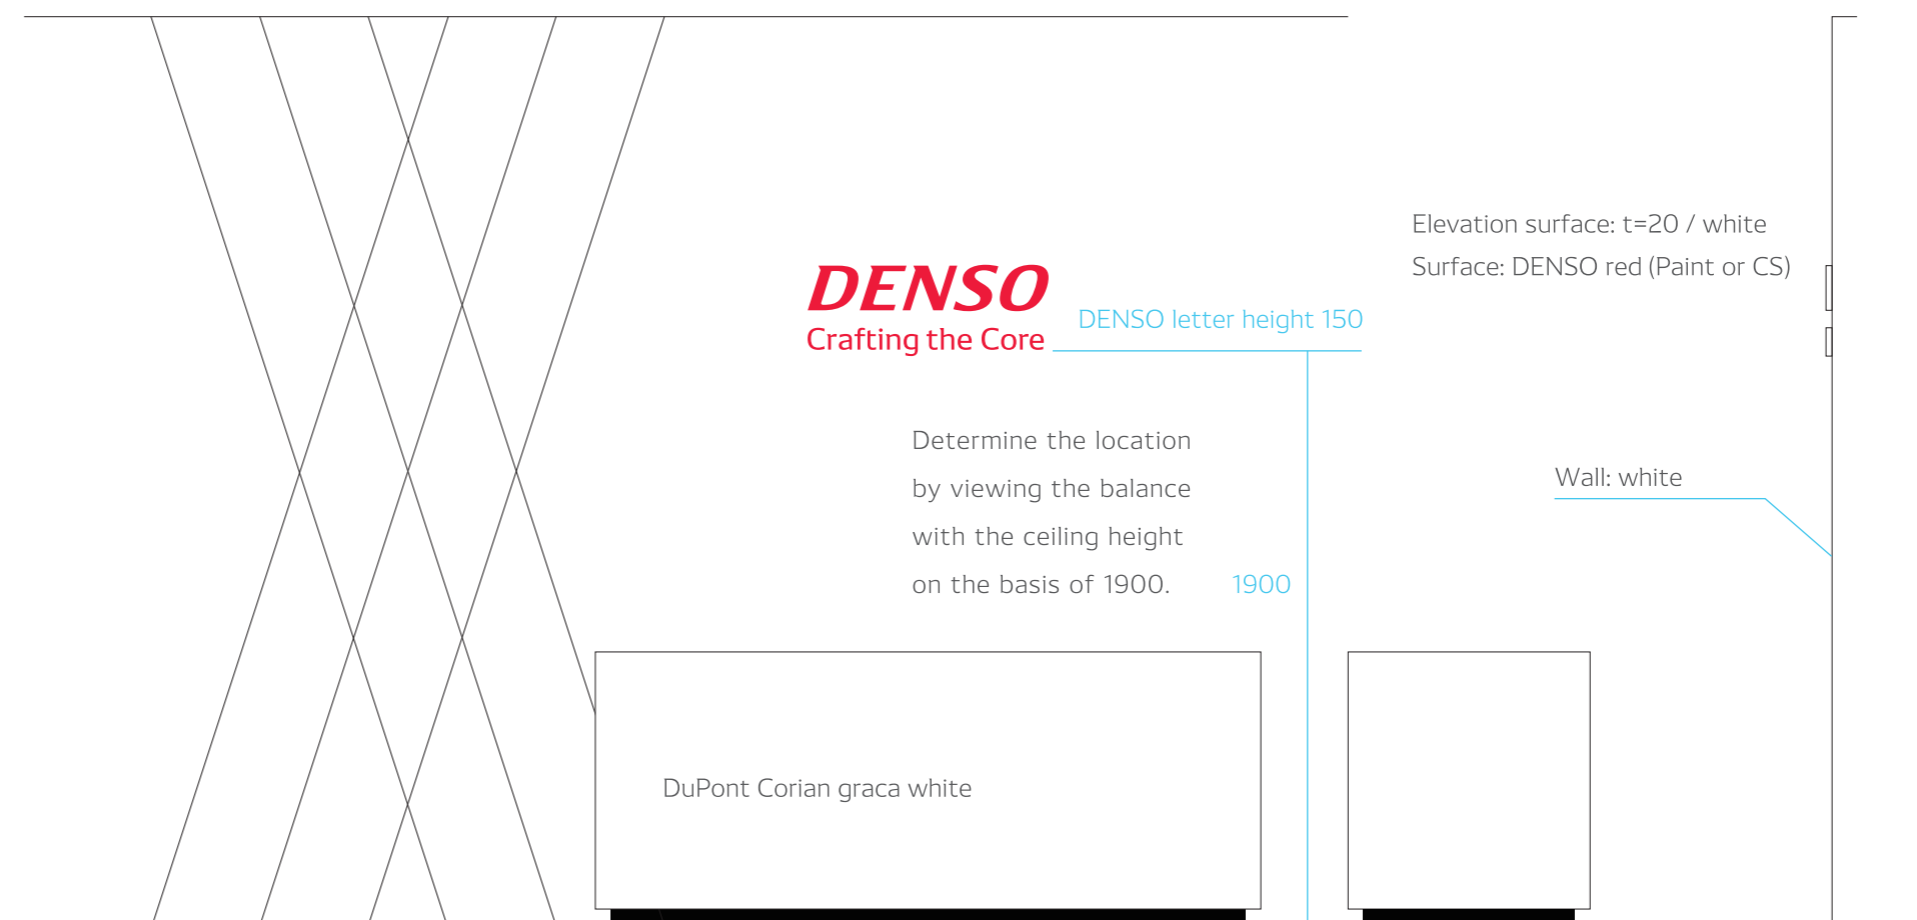 Elevation surface: t=20 / white
Surface: DENSO red (Paint or CS)
DENSO
Crafting the Core
DENSO letter height 150
Determine the location
by viewing the balance
with the ceiling height
on the basis of 1900.
1900
Wall: white
DuPont Corian graca white